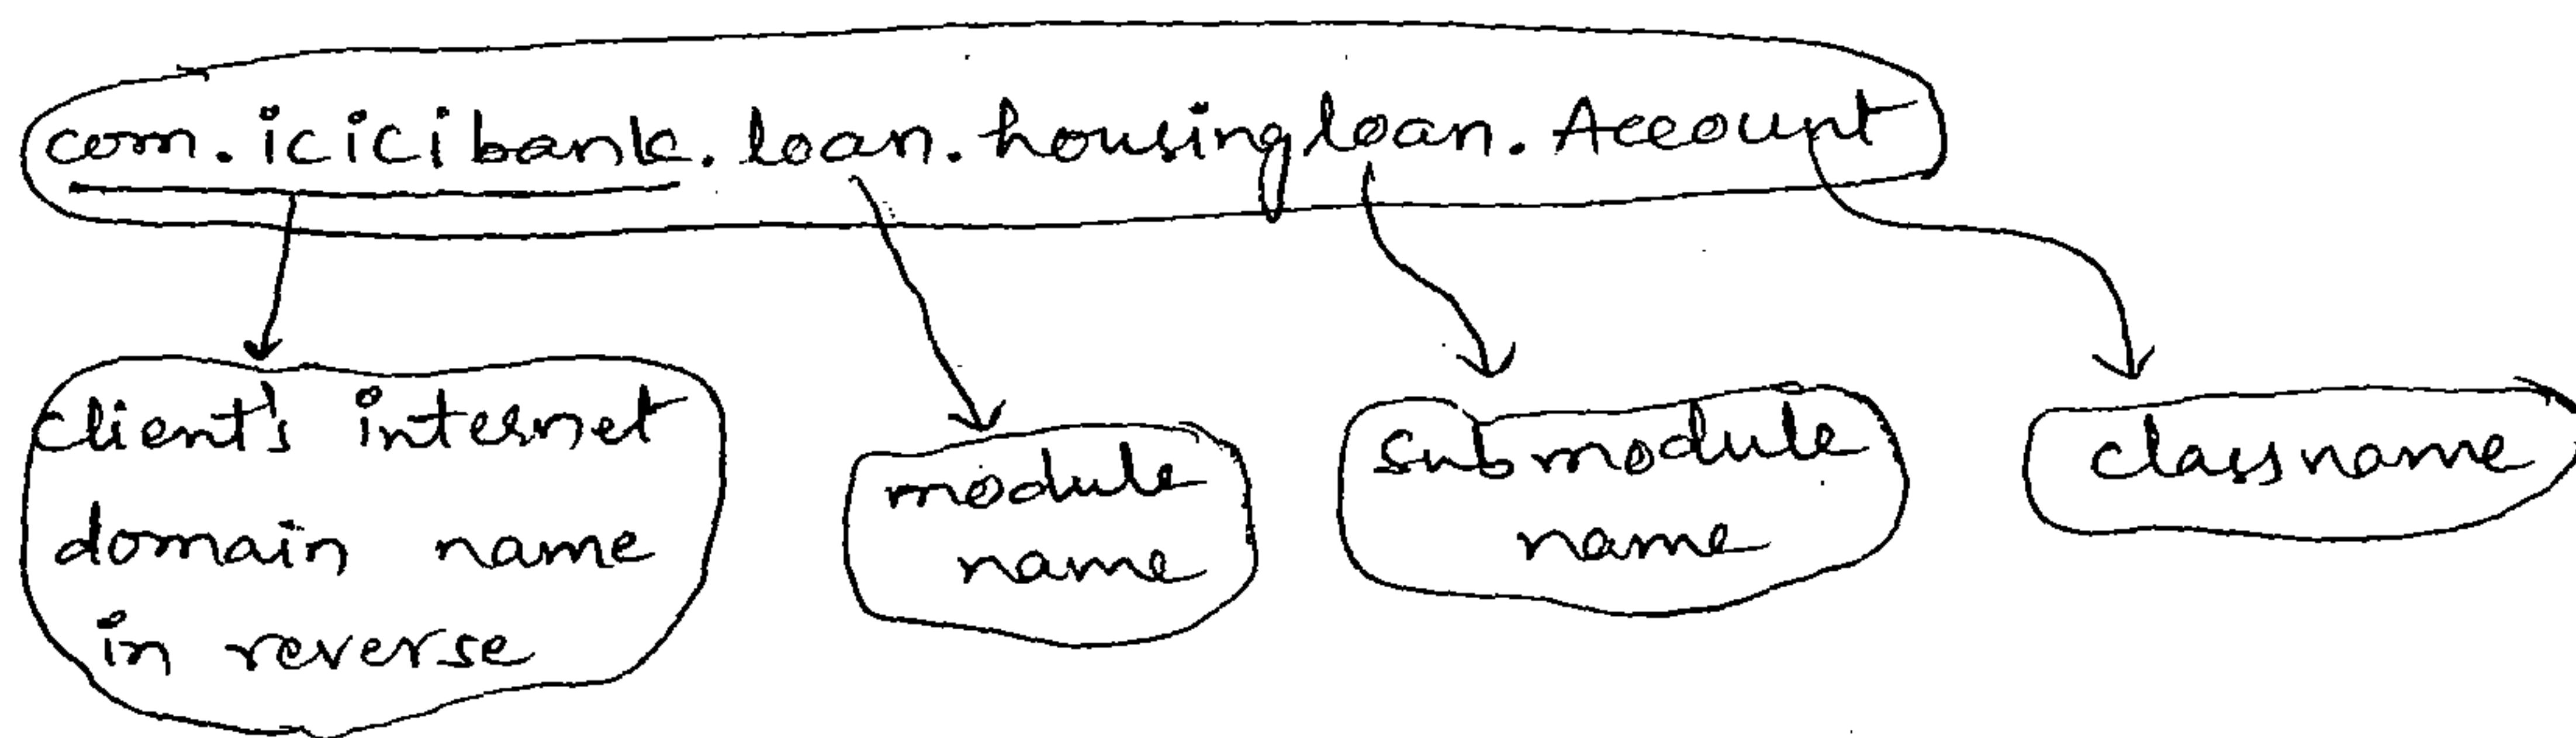 com.icicibank.loan.housingloan.Account
client's internet
domain name
in reverse
module
name
submodule
name
classname